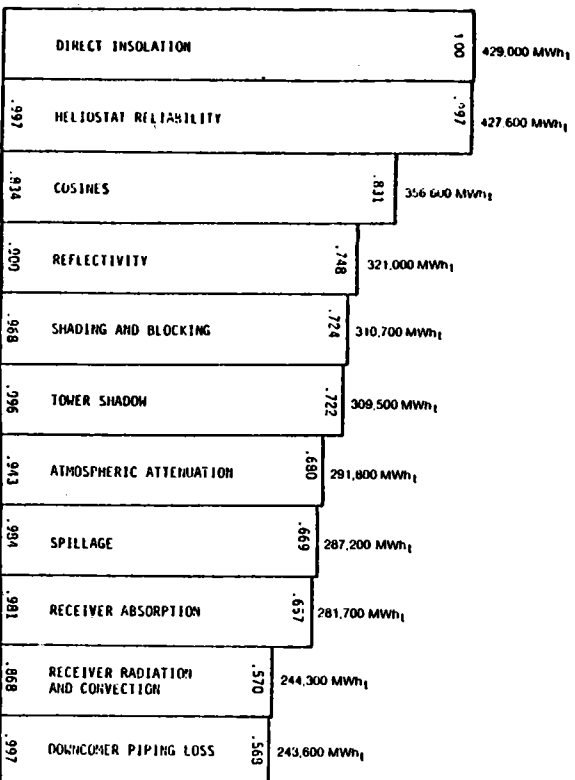 DIRECT INSOLATION 1.00 429,000 MWht
.997 HELIOSTAT RELIABILITY .997 427,600 MWht
.834 COSINES .831 356,600 MWht
.900 REFLECTIVITY .748 321,000 MWht
.968 SHADING AND BLOCKING .724 310,700 MWht
.996 TOWER SHADOW .722 309,500 MWht
.943 ATMOSPHERIC ATTENUATION .680 291,800 MWht
.984 SPILLAGE .669 287,200 MWht
.981 RECEIVER ABSORPTION .657 281,700 MWht
.868 RECEIVER RADIATION .570 244,300 MWht
AND CONVECTION
.997 DOWNCOMER PIPING LOSS .568 243,600 MWht